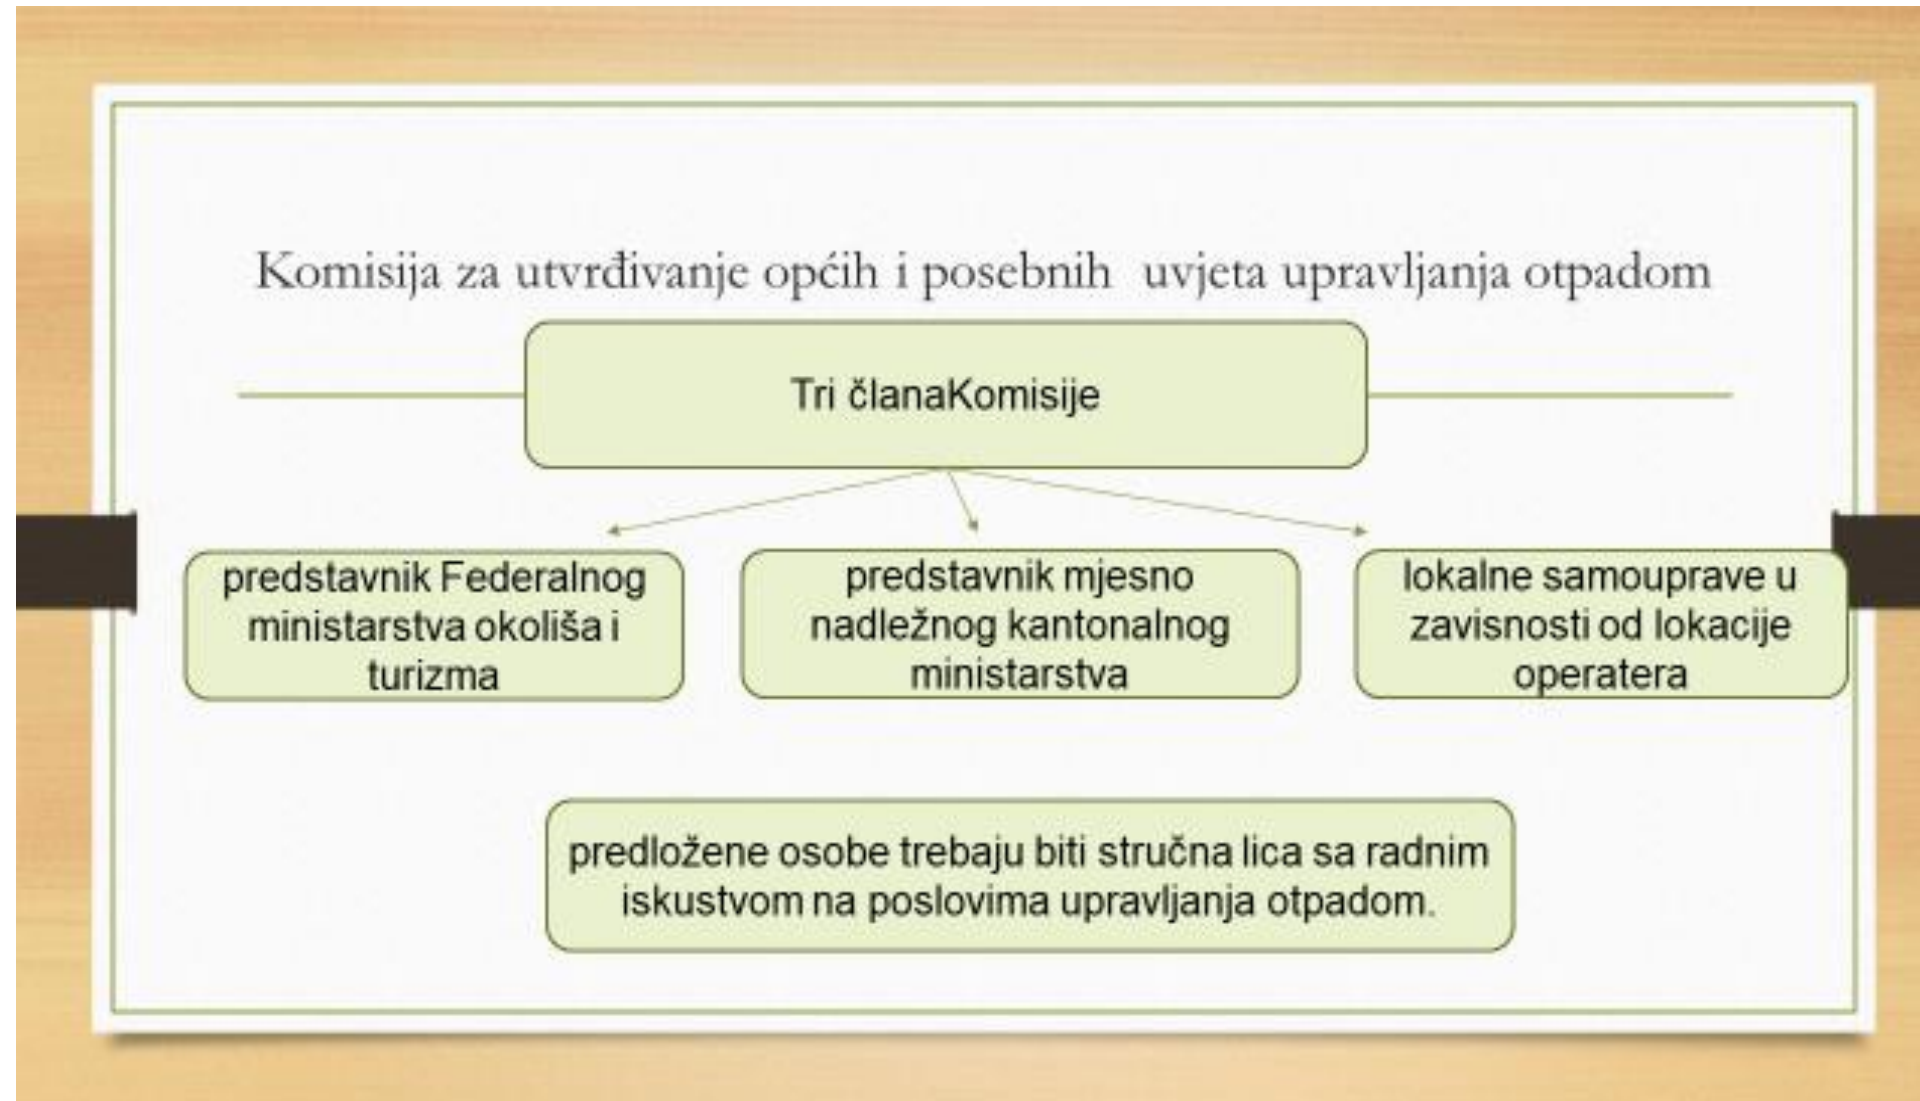 Komisija za utvrđivanje općih i posebnih uvjeta upravljanja otpadom
Tri članaKomisije
predstavnik Federalnog
ministarstva okoliša i
turizma
predstavnik mjesno
nadležnog kantonalnog
ministarstva
lokalne samouprave u
zavisnosti od lokacije
operatera
predložene osobe trebaju biti stručna lica sa radnim
iskustvom na poslovima upravljanja otpadom.